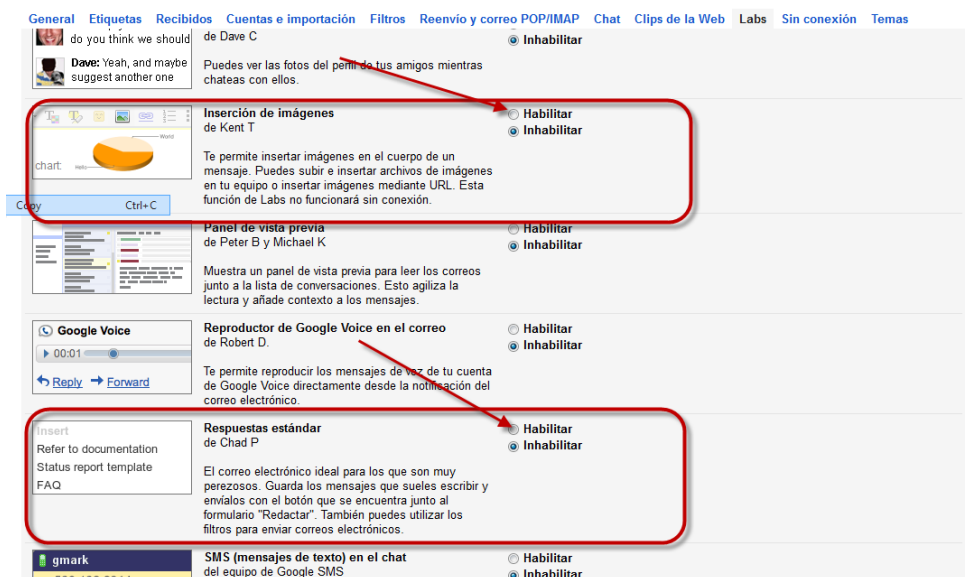 General Etiquetas Recibidos Cuentas e importación Filtros Reenvío y correo POP/IMAP Chat Clips de la Web Labs Sin conexión Temas
do you think we should
Dave: Yeah, and maybe
suggest another one
de Dave C
Inhabilitar
Puedes ver las fotos del perfil de tus amigos mientras
chateas con ellos.
World
chart:
Hello
Inserción de imágenes
de Kent T
Habilitar
Inhabilitar
Te permite insertar imágenes en el cuerpo de un
mensaje. Puedes subir e insertar archivos de imágenes
en tu equipo o insertar imágenes mediante URL. Esta
función de Labs no funcionará sin conexión.
Copy Ctrl+C
Panel de vista previa
de Peter B y Michael K
Habilitar
Inhabilitar
Muestra un panel de vista previa para leer los correos
junto a la lista de conversaciones. Esto agiliza la
lectura y añade contexto a los mensajes.
Google Voice
00:01
Reply Forward
Reproductor de Google Voice en el correo
de Robert D.
Habilitar
Inhabilitar
Te permite reproducir los mensajes de voz de tu cuenta
de Google Voice directamente desde la notificación del
correo electrónico.
Insert
Refer to documentation
Status report template
FAQ
Respuestas estándar
de Chad P
Habilitar
Inhabilitar
El correo electrónico ideal para los que son muy
perezosos. Guarda los mensajes que sueles escribir y
envíalos con el botón que se encuentra junto al
formulario "Redactar". También puedes utilizar los
filtros para enviar correos electrónicos.
gmark
SMS (mensajes de texto) en el chat
del equipo de Google SMS
Habilitar
Inhabilitar